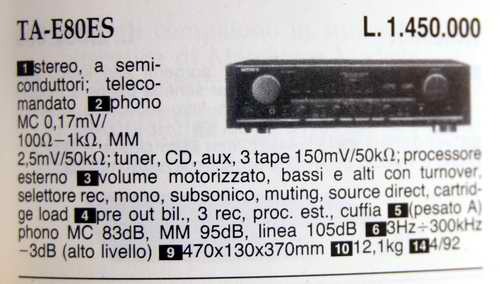 TA-E80ES L. 1.450.000
1 stereo, a semi-
conduttori; teleco-
mandato 2 phono
MC 0,17mV/
100Ω–1kΩ, MM
2,5mV/50kΩ; tuner, CD, aux, 3 tape 150mV/50kΩ; processore
esterno 3 volume motorizzato, bassi e alti con turnover,
selettore rec, mono, subsonico, muting, source direct, cartrid-
ge load 4 pre out bil., 3 rec, proc. est., cuffia 5 (pesato A)
phono MC 83dB, MM 95dB, linea 105dB 6 3Hz÷300kHz
–3dB (alto livello) 9 470x130x370mm 10 12,1kg 14 4/92
SONY